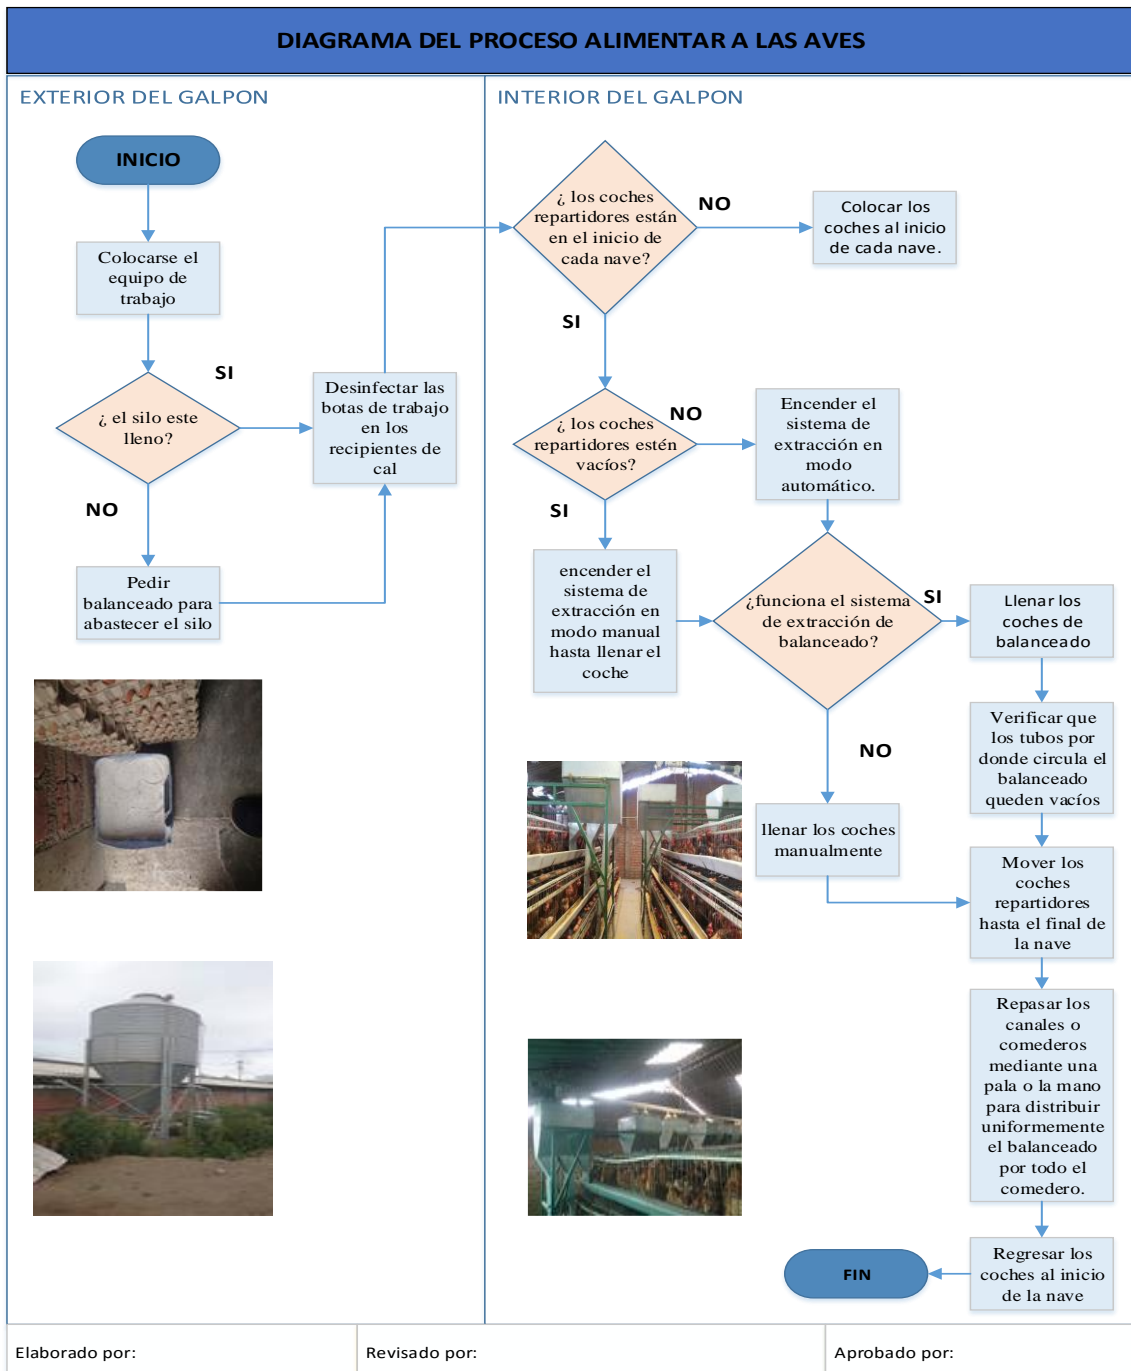 DIAGRAMA DEL PROCESO ALIMENTAR A LAS AVES
EXTERIOR DEL GALPON
INICIO
Colocarse el
equipo de
trabajo
¿ el silo este
lleno?
SI
NO
Pedir
balanceado para
abastecer el silo
Desinfectar las
botas de trabajo
en los
recipientes de
cal
INTERIOR DEL GALPON
¿ los coches
repartidores están
en el inicio de
cada nave?
NO
Colocar los
coches al inicio
de cada nave.
SI
¿ los coches
repartidores estén
vacíos?
NO
Encender el
sistema de
extracción en
modo
automático.
SI
encender el
sistema de
extracción en
modo manual
hasta llenar el
coche
¿funciona el sistema
de extracción de
balanceado?
SI
Llenar los
coches de
balanceado
NO
llenar los coches
manualmente
Verificar que
los tubos por
donde circula el
balanceado
queden vacíos
Mover los
coches
repartidores
hasta el final de
la nave
Repasar los
canales o
comederos
mediante una
pala o la mano
para distribuir
uniformemente
el balanceado
por todo el
comedero.
Regresar los
coches al inicio
de la nave
FIN
Elaborado por:
Revisado por:
Aprobado por: